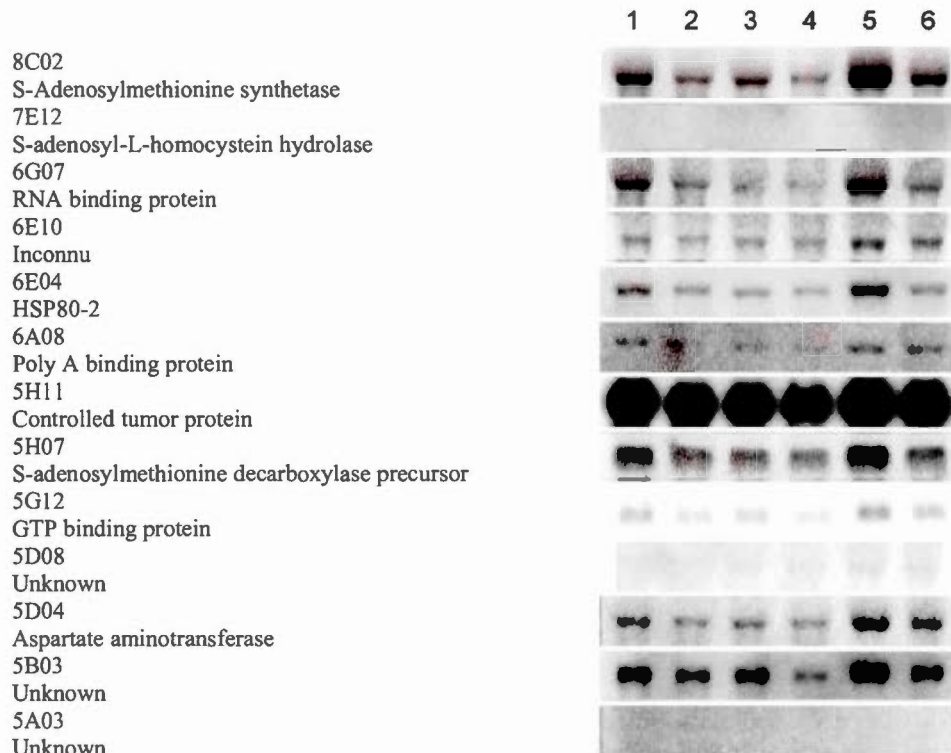 1 2 3 4 5 6
8C02
S-Adenosylmethionine synthetase
7E12
S-adenosyl-L-homocystein hydrolase
6G07
RNA binding protein
6E10
Inconnu
6E04
HSP80-2
6A08
Poly A binding protein
5H11
Controlled tumor protein
5H07
S-adenosylmethionine decarboxylase precursor
5G12
GTP binding protein
5D08
Unknown
5D04
Aspartate aminotransferase
5B03
Unknown
5A03
Unknown